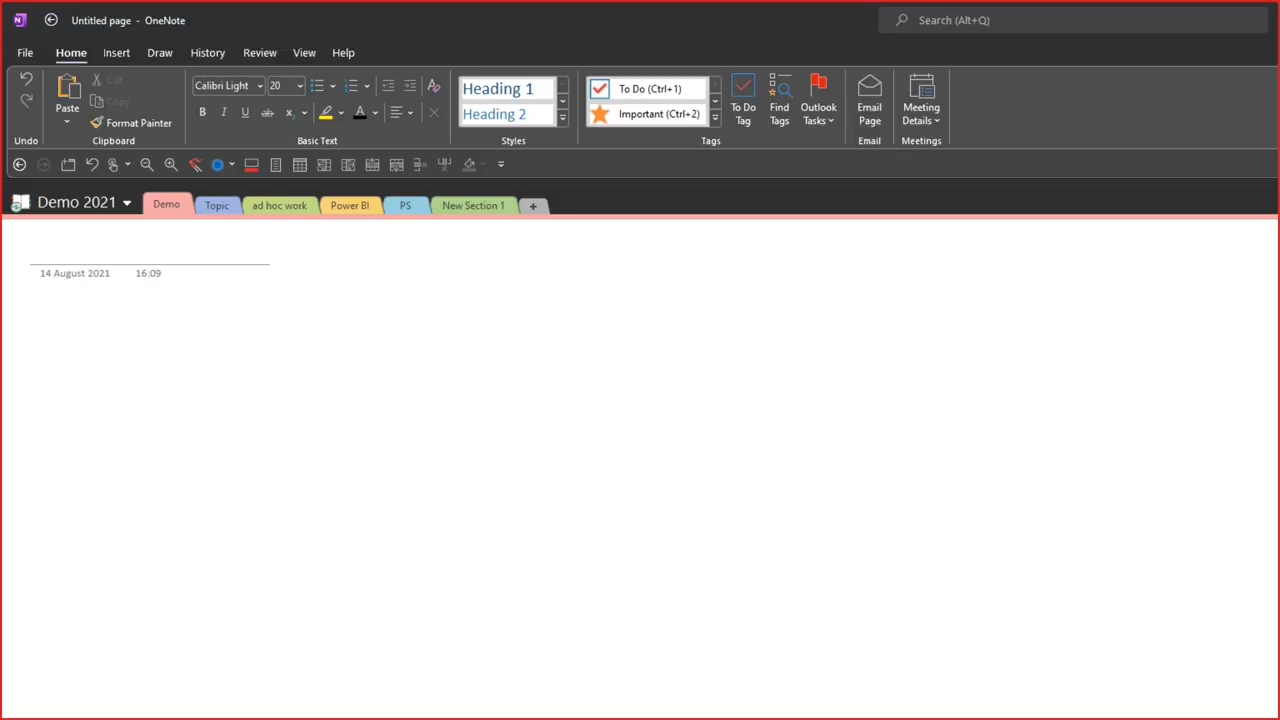 Untitled page - OneNote
Search (Alt+Q)
File Home Insert Draw History Review View Help
Paste
Cut
Copy
Format Painter
Calibri Light 20
B I U ab x
A
Heading 1
Heading 2
To Do (Ctrl+1)
Important (Ctrl+2)
To Do Tag
Find Tags
Outlook Tasks
Email Page
Meeting Details
Undo Clipboard Basic Text Styles Tags Email Meetings
Demo 2021 Demo Topic ad hoc work Power BI PS New Section 1 +
14 August 2021 16:09